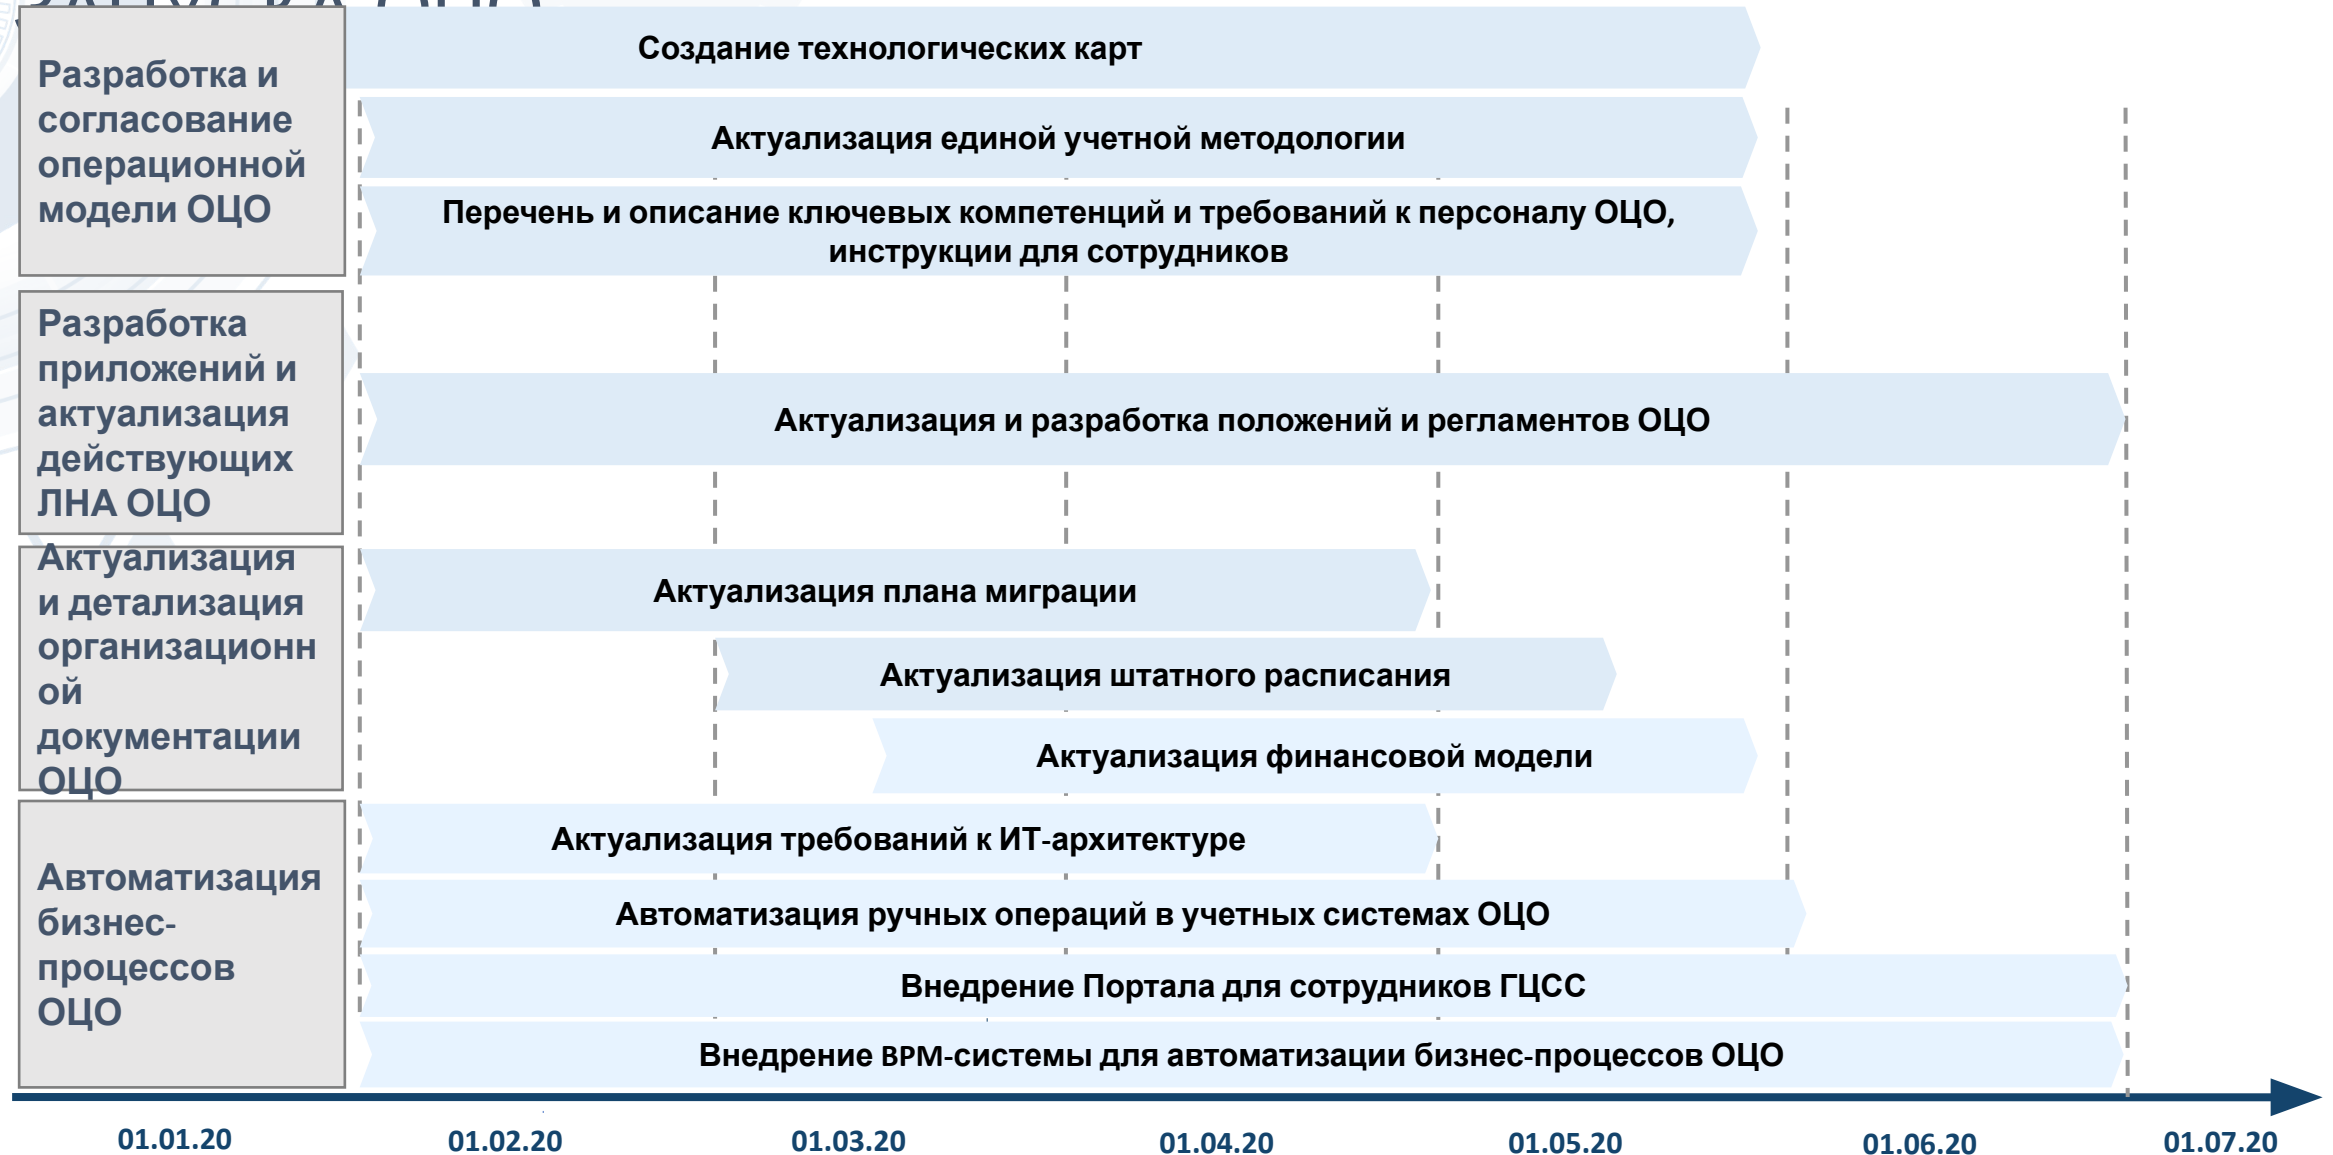 ЗАПУСКА ОЦО
Разработка и
согласование
операционной
модели ОЦО
Создание технологических карт
Актуализация единой учетной методологии
Перечень и описание ключевых компетенций и требований к персоналу ОЦО,
инструкции для сотрудников
Разработка
приложений и
актуализация
действующих
ЛНА ОЦО
Актуализация и разработка положений и регламентов ОЦО
Актуализация
и детализация
организационн
ой
документации
ОЦО
Актуализация плана миграции
Актуализация штатного расписания
Актуализация финансовой модели
Автоматизация
бизнес-
процессов
ОЦО
Актуализация требований к ИТ-архитектуре
Автоматизация ручных операций в учетных системах ОЦО
Внедрение Портала для сотрудников ГЦСС
Внедрение BPM-системы для автоматизации бизнес-процессов ОЦО
01.01.20
01.02.20
01.03.20
01.04.20
01.05.20
01.06.20
01.07.20